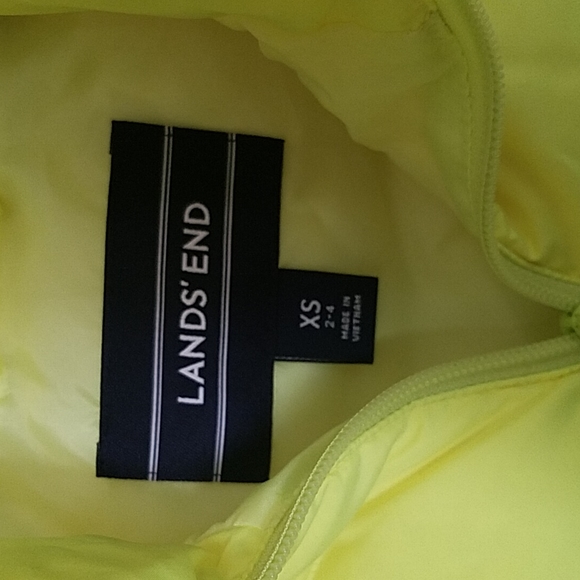 LANDS' END
XS
2-4
MADE IN
VIETNAM